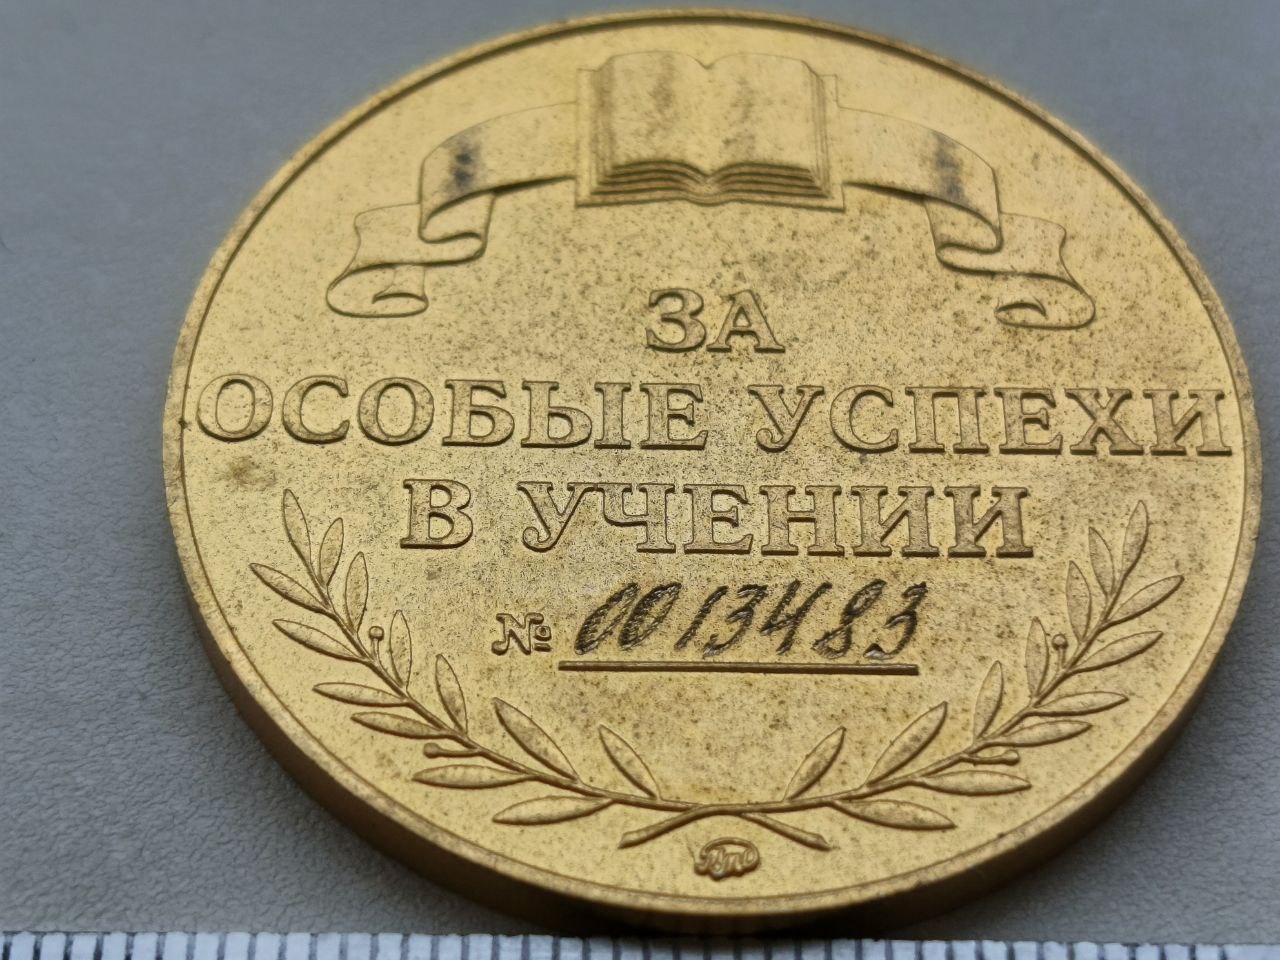 ЗА
ОСОБЫЕ УСПЕХИ
В УЧЕНИИ
№ 0013483